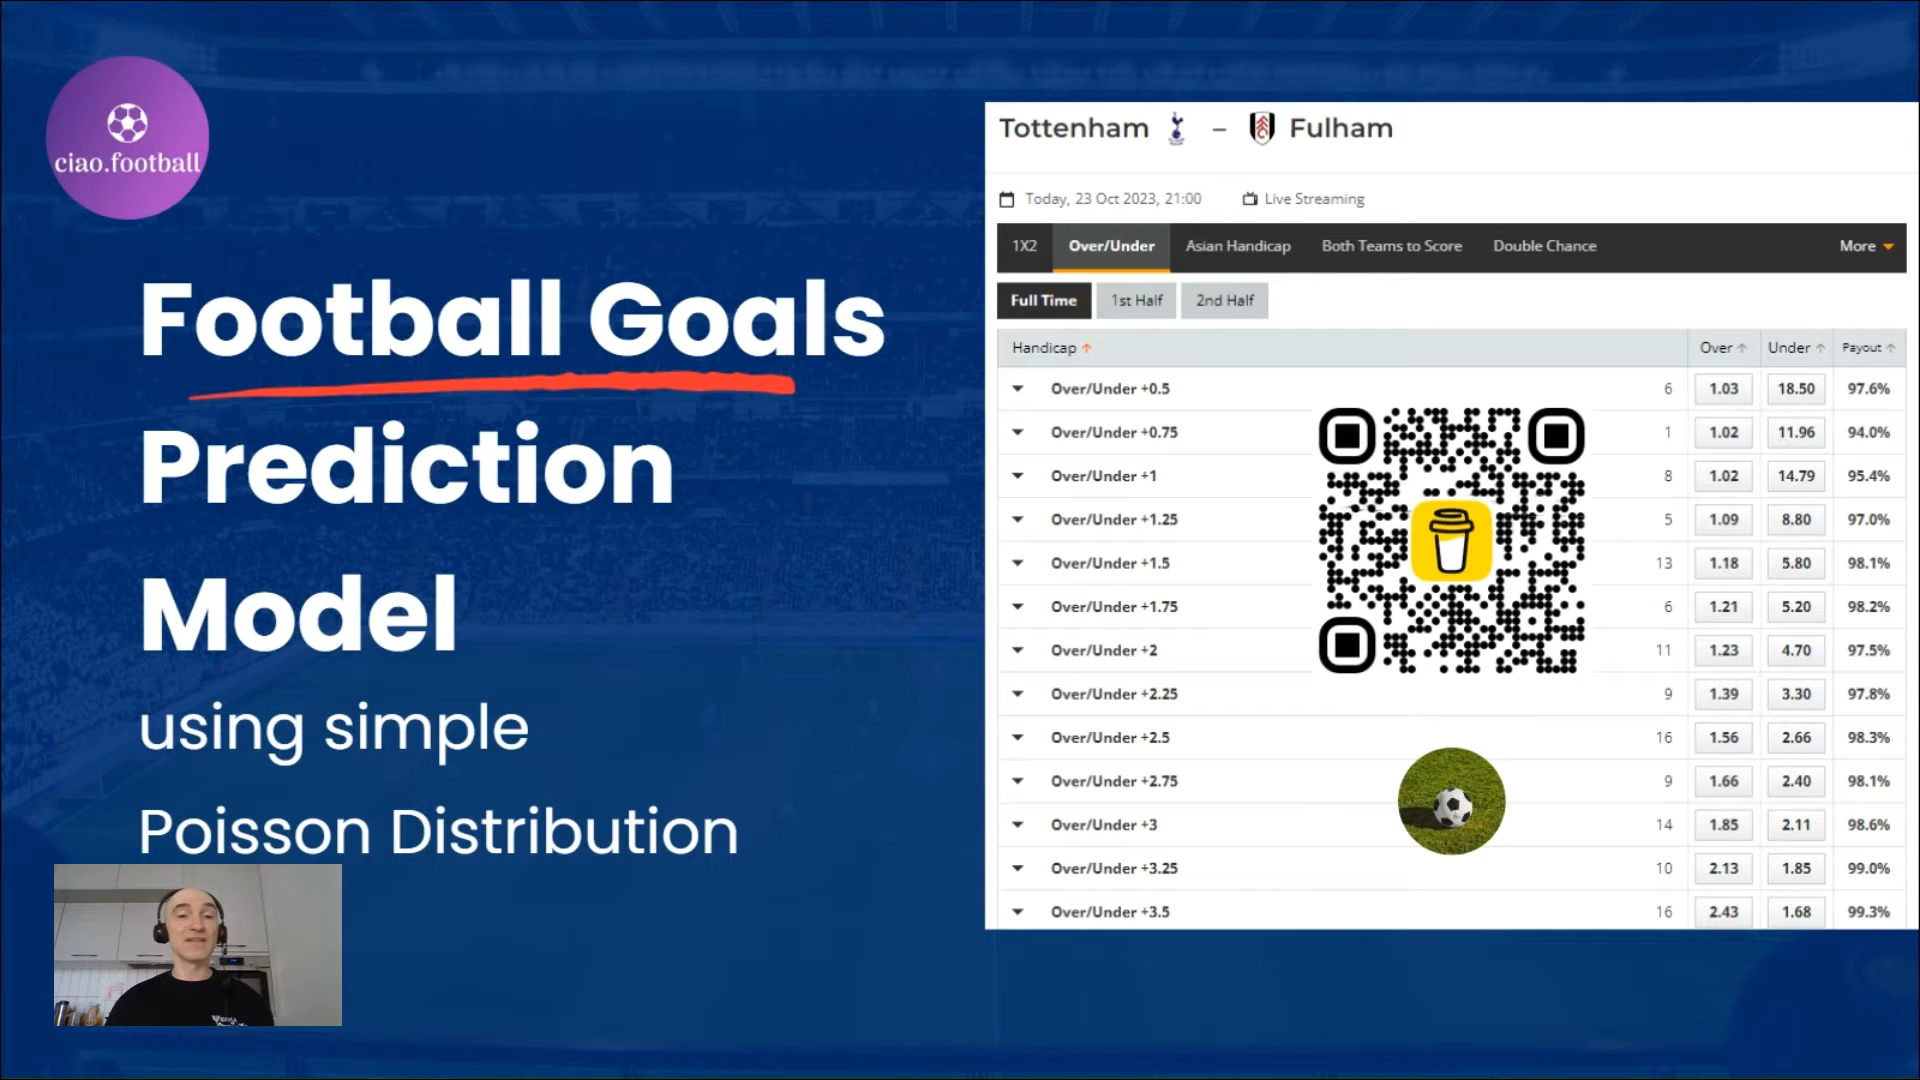 ciao.football
Football Goals
Prediction
Model
using simple
Poisson Distribution
Tottenham – Fulham
Today, 23 Oct 2023, 21:00 Live Streaming
1X2 Over/Under Asian Handicap Both Teams to Score Double Chance More
Full Time 1st Half 2nd Half
Handicap Over Under Payout
Over/Under +0.5 6 1.03 18.50 97.6%
Over/Under +0.75 1 1.02 11.96 94.0%
Over/Under +1 8 1.02 14.79 95.4%
Over/Under +1.25 5 1.09 8.80 97.0%
Over/Under +1.5 13 1.18 5.80 98.1%
Over/Under +1.75 6 1.21 5.20 98.2%
Over/Under +2 11 1.23 4.70 97.5%
Over/Under +2.25 9 1.39 3.30 97.8%
Over/Under +2.5 16 1.56 2.66 98.3%
Over/Under +2.75 9 1.66 2.40 98.1%
Over/Under +3 14 1.85 2.11 98.6%
Over/Under +3.25 10 2.13 1.85 99.0%
Over/Under +3.5 16 2.43 1.68 99.3%